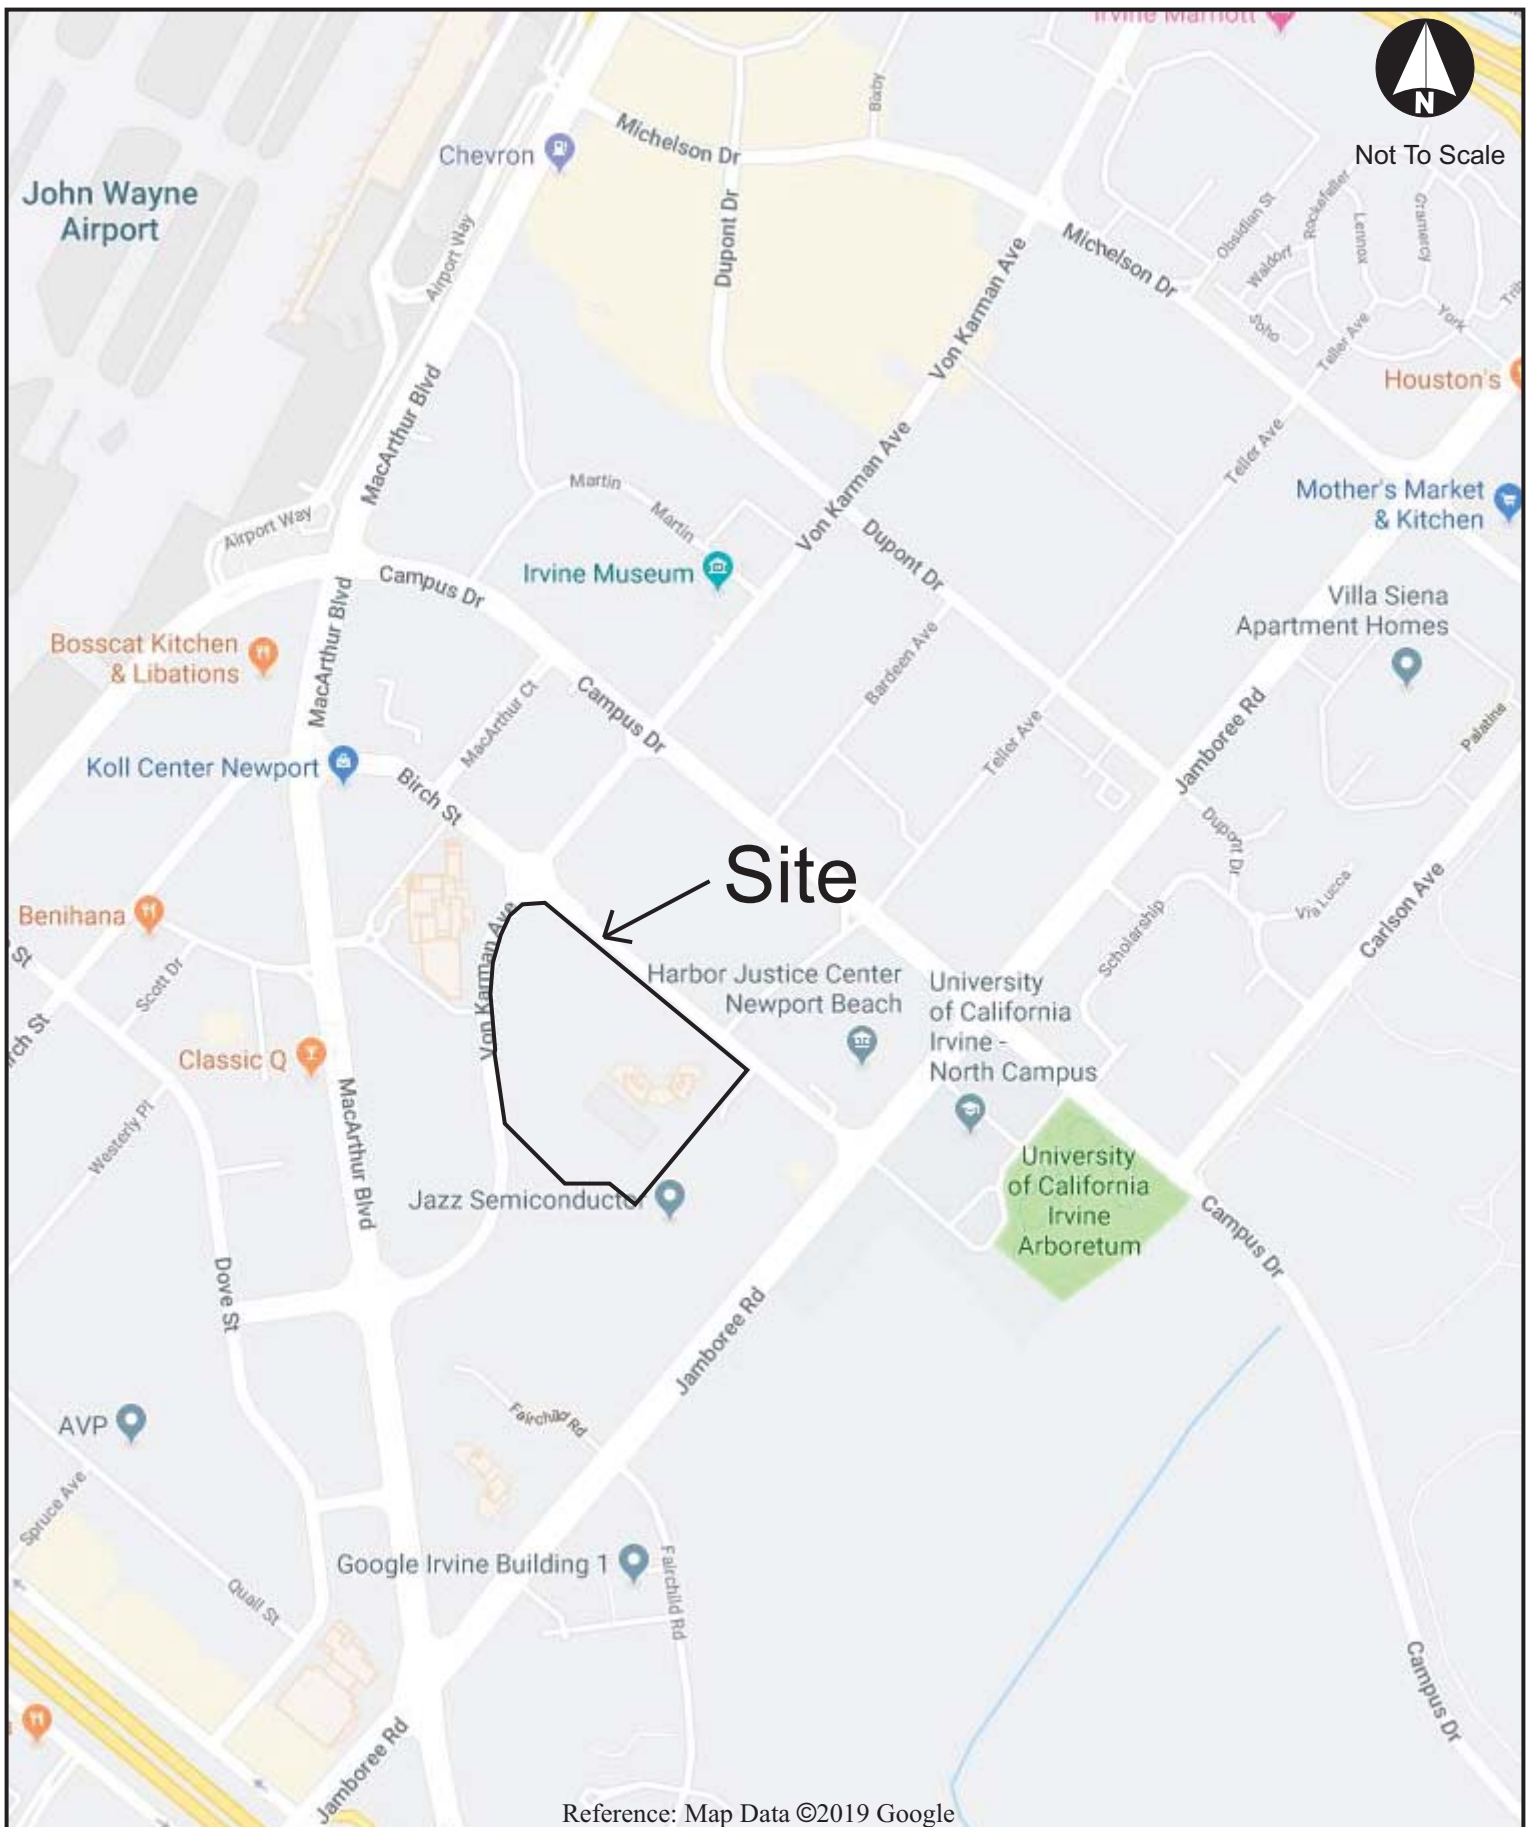 Irvine Marriott
N
Not To Scale
Bixby
Michelson Dr
Chevron
John Wayne
Airport
Dupont Dr
Airport Way
Von Karman Ave
Michelson Dr
Obsidian St
Rockefeller
Lennox
Gramercy
Waldorf
Soho
Teller Ave
York
Houston's
MacArthur Blvd
Martin
Martin
Von Karman Ave
Teller Ave
Mother's Market
& Kitchen
Airport Way
Dupont Dr
Irvine Museum
Campus Dr
Villa Siena
Apartment Homes
Bosscat Kitchen
& Libations
MacArthur Blvd
Bardeen Ave
MacArthur Ct
Campus Dr
Teller Ave
Jamboree Rd
Palatine
Koll Center Newport
Birch St
Dupont Dr
Site
Via Lucca
Carlson Ave
Benihana
St
Scott Dr
Von Karman Ave
Scholarship
Harbor Justice Center
Newport Beach
University
of California
Irvine -
North Campus
rch St
Classic Q
MacArthur Blvd
Westerly Pl
University
of California
Irvine
Arboretum
Jazz Semiconducto
Campus Dr
Dove St
Jamboree Rd
AVP
Fairchild Rd
Spruce Ave
Google Irvine Building 1
Fairchild Rd
Quail St
Campus Dr
Jamboree Rd
Reference: Map Data ©2019 Google